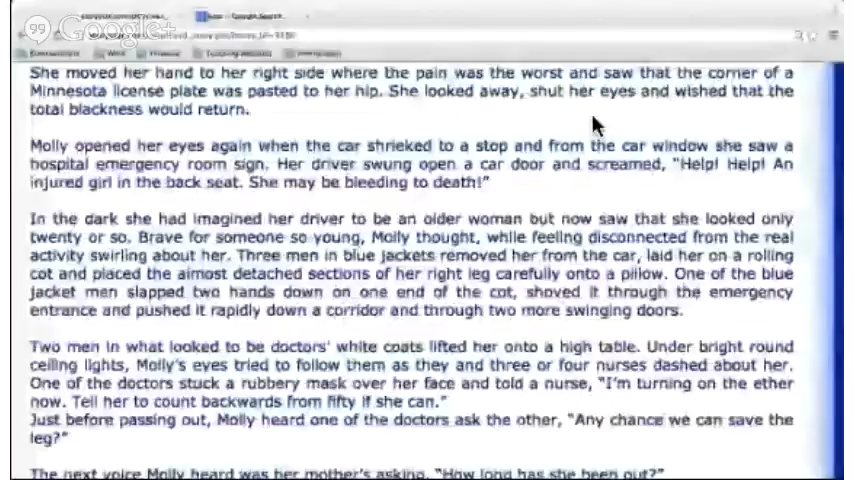 Google+
She moved her hand to her right side where the pain was the worst and saw that the corner of a
Minnesota license plate was pasted to her hip. She looked away, shut her eyes and wished that the
total blackness would return.
Molly opened her eyes again when the car shrieked to a stop and from the car window she saw a
hospital emergency room sign. Her driver swung open a car door and screamed, "Help! Help! An
injured girl in the back seat. She may be bleeding to death!"
In the dark she had imagined her driver to be an older woman but now saw that she looked only
twenty or so. Brave for someone so young, Molly thought, while feeling disconnected from the real
activity swirling about her. Three men in blue jackets removed her from the car, laid her on a rolling
cot and placed the almost detached sections of her right leg carefully onto a pillow. One of the blue
jacket men slapped two hands down on one end of the cot, shoved it through the emergency
entrance and pushed it rapidly down a corridor and through two more swinging doors.
Two men in what looked to be doctors' white coats lifted her onto a high table. Under bright round
ceiling lights, Molly's eyes tried to follow them as they and three or four nurses dashed about her.
One of the doctors stuck a rubbery mask over her face and told a nurse, "I'm turning on the ether
now. Tell her to count backwards from fifty if she can."
Just before passing out, Molly heard one of the doctors ask the other, "Any chance we can save the
leg?"
The next voice Molly heard was her mother's asking, "How long has she been out?"